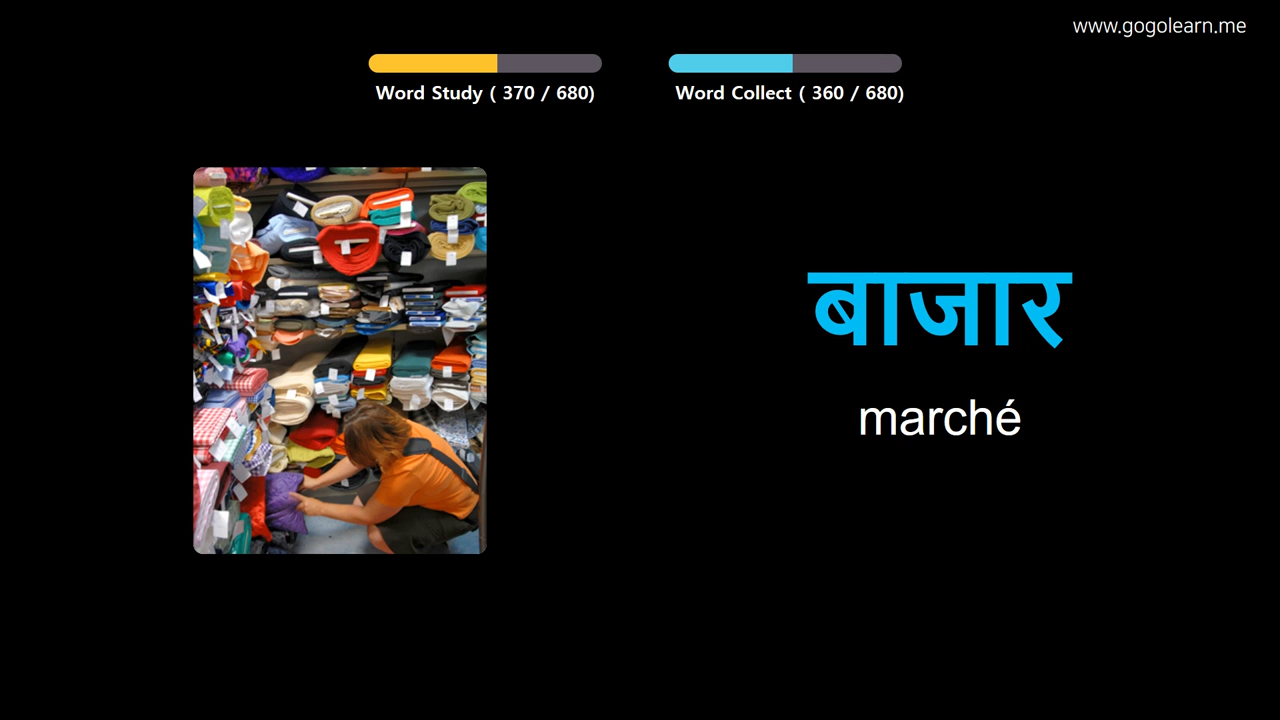 www.gogolearn.me
Word Study ( 370 / 680)
Word Collect ( 360 / 680)
बाजार
marché